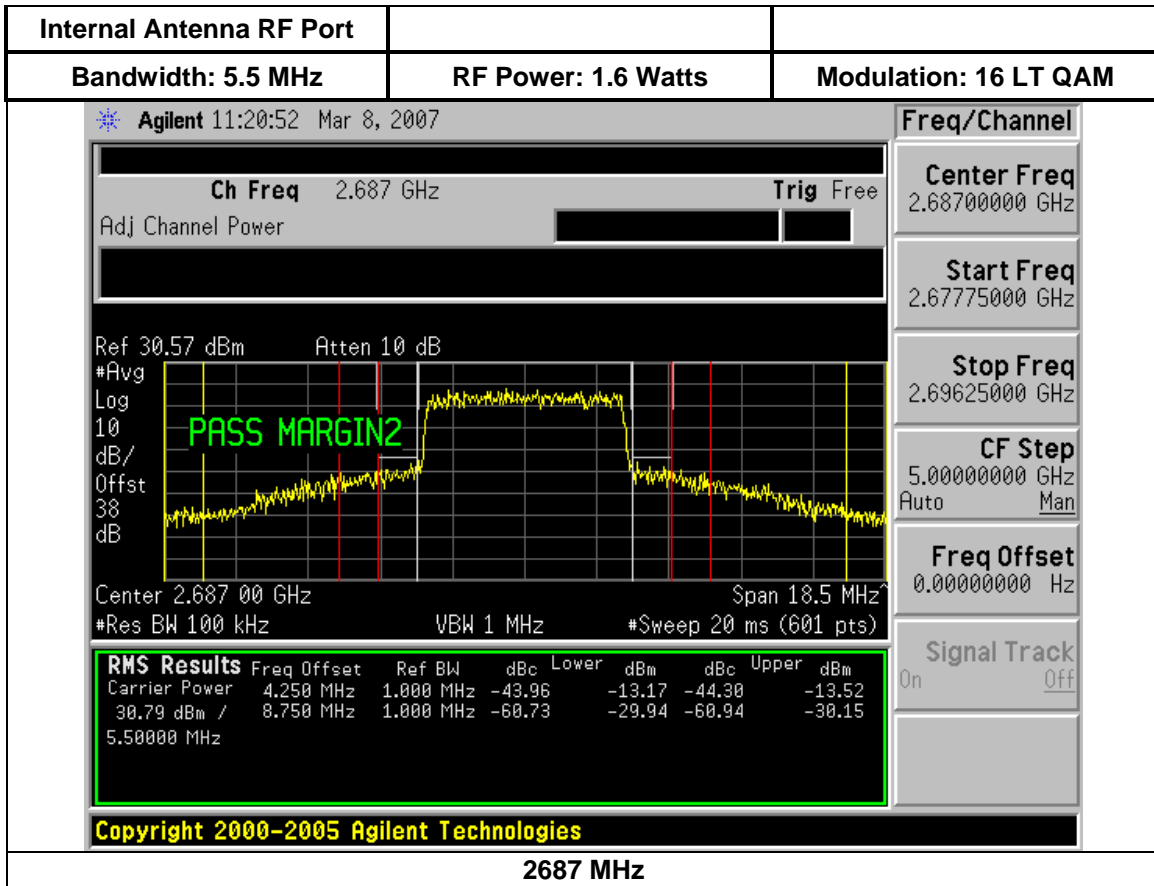 Internal Antenna RF Port
Bandwidth: 5.5 MHz RF Power: 1.6 Watts Modulation: 16 LT QAM
Agilent 11:20:52 Mar 8, 2007 Freq/Channel
Ch Freq 2.687 GHz Trig Free
Adj Channel Power
Center Freq
2.68700000 GHz
Start Freq
2.67775000 GHz
Stop Freq
2.69625000 GHz
CF Step
5.00000000 GHz
Auto Man
Freq Offset
0.00000000 Hz
Signal Track
On Off
Ref 30.57 dBm Atten 10 dB
#Avg
Log
10
dB/
Offst
38
dB
PASS MARGIN2
Center 2.687 00 GHz Span 18.5 MHz^
#Res BW 100 kHz VBW 1 MHz #Sweep 20 ms (601 pts)
RMS Results Freq Offset Ref BW dBc Lower dBm dBc Upper dBm
Carrier Power 4.250 MHz 1.000 MHz -43.96 -13.17 -44.30 -13.52
30.79 dBm / 8.750 MHz 1.000 MHz -60.73 -29.94 -60.94 -30.15
5.50000 MHz
Copyright 2000-2005 Agilent Technologies
2687 MHz